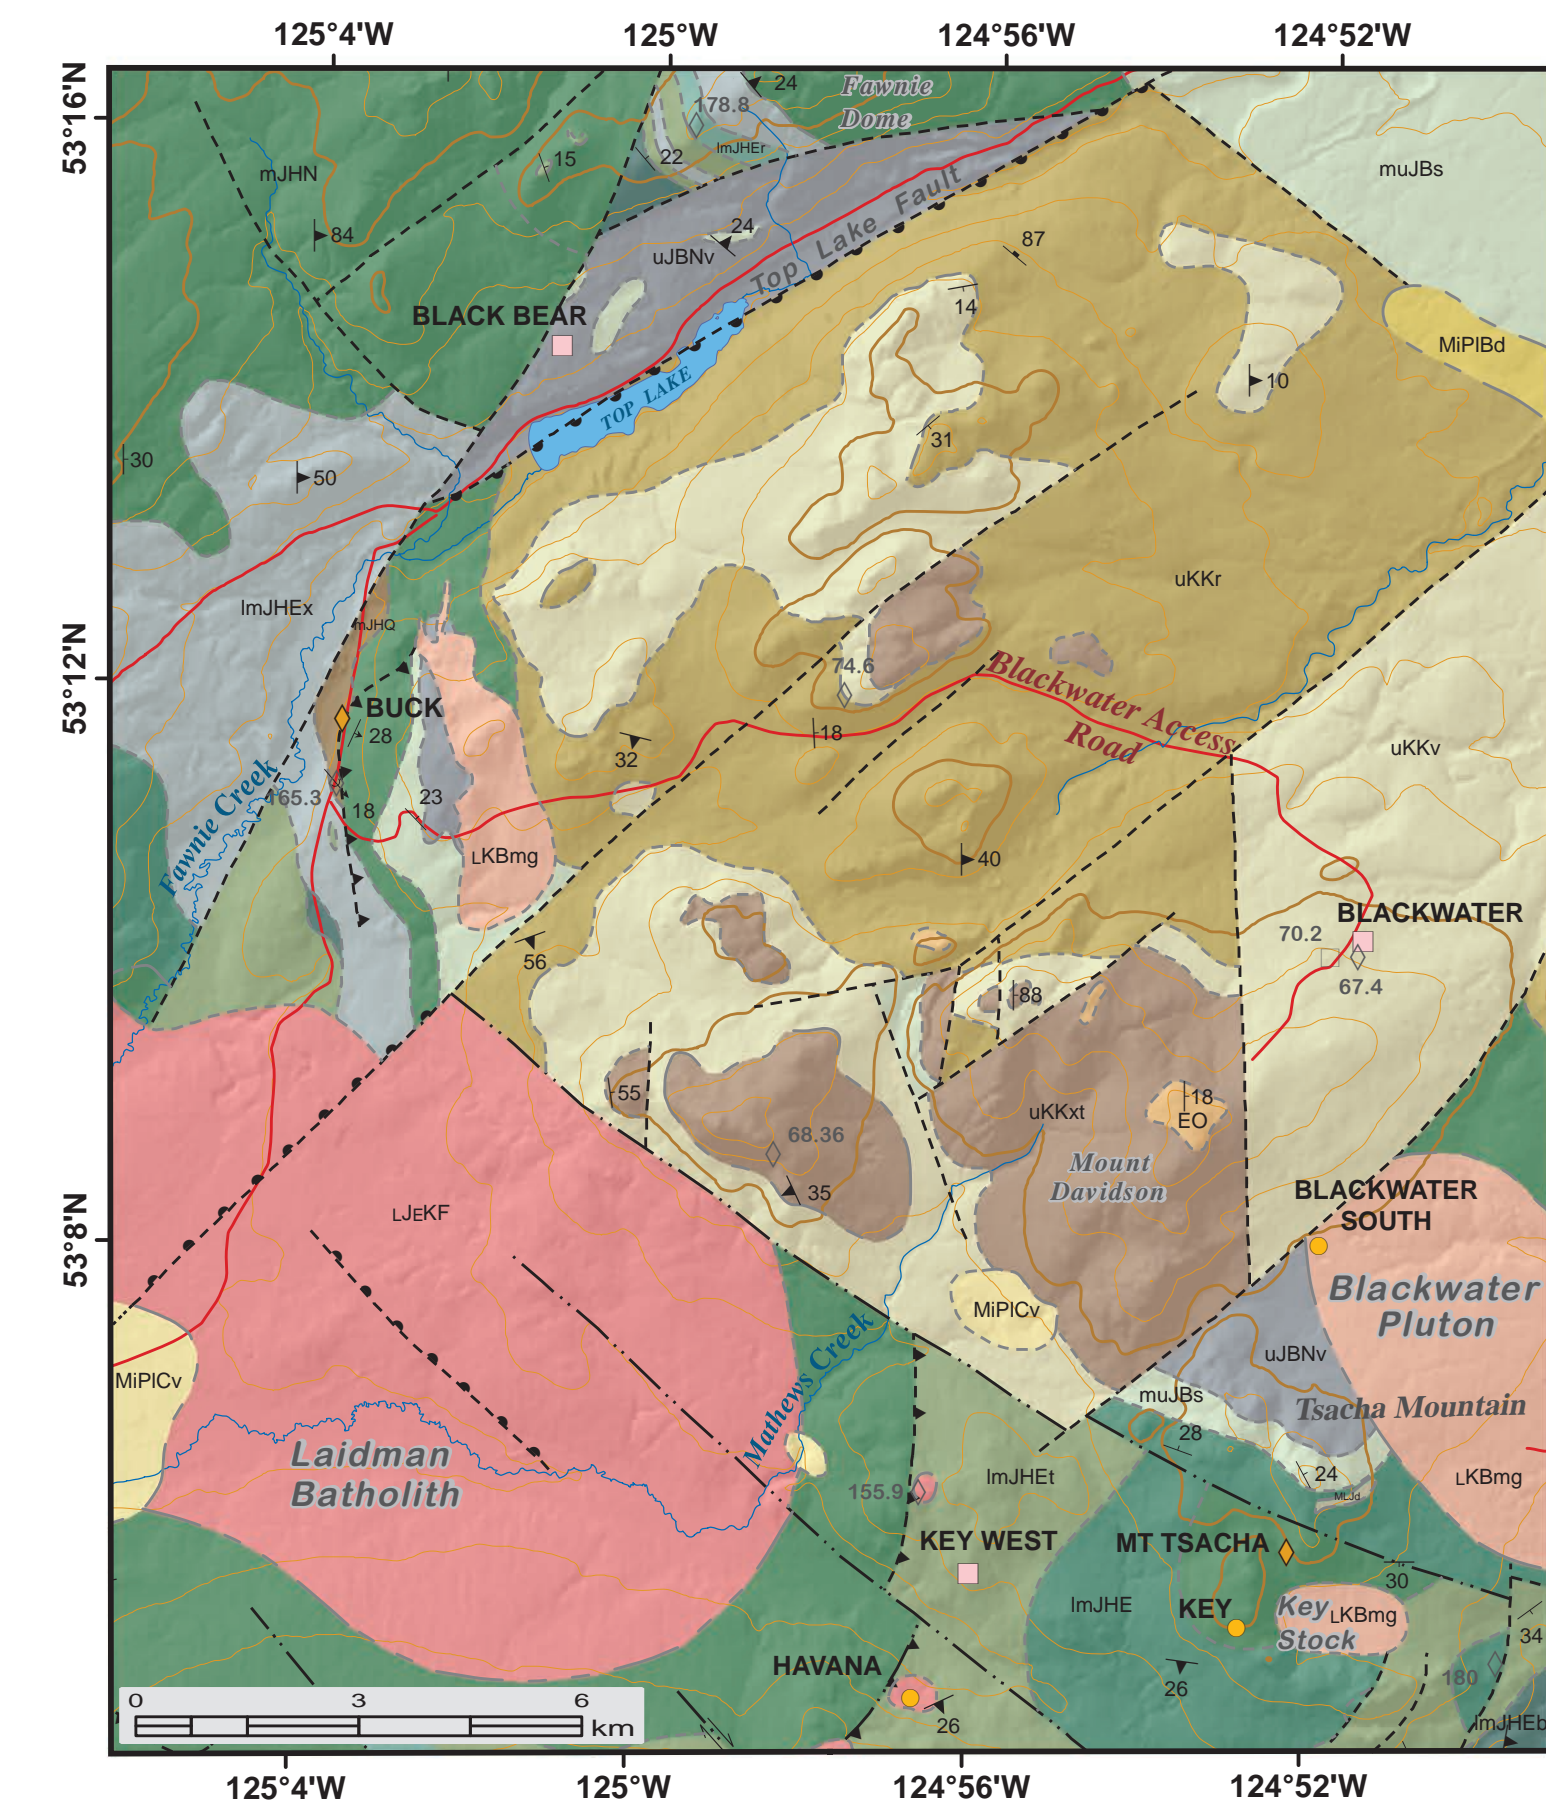 125°4'W
125°W
124°56'W
124°52'W
53°16'N
53°12'N
53°8'N
24
Fawnie
Dome
178.8
lmJHEr
15
22
mJHN
muJBs
84
24
uJBNv
Top Lake Fault
87
BLACK BEAR
14
MiPlBd
TOP LAKE
10
31
30
50
uKKr
lmJHEx
mJHQ
74.6
Blackwater Access
Road
BUCK
28
18
32
uKKv
Fawnie Creek
165.3
18
23
LKBmg
40
BLACKWATER
70.2
67.4
56
88
55
uKKxt
18
EO
68.36
Mount
Davidson
35
BLACKWATER
SOUTH
LJEKF
Blackwater
Pluton
MiPlCv
uJBNv
MiPlCv
muJBs
Tsacha Mountain
Mathews Creek
28
24
Laidman
Batholith
lmJHEt
LKBmg
155.9
MLJd
KEY WEST
MT TSACHA
30
lmJHE
KEY
Key
Stock
LKBmg
34
HAVANA
26
180
26
lmJHEb
0
3
6
km
125°4'W
125°W
124°56'W
124°52'W